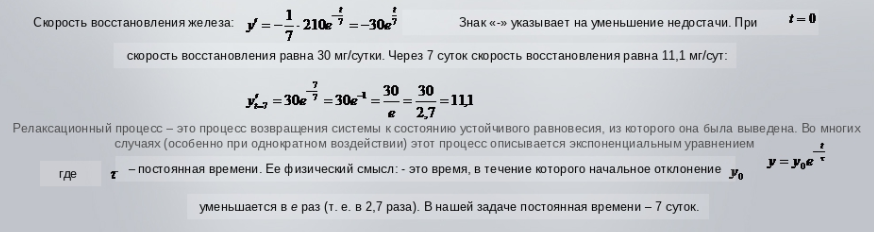 Скорость восстановления железа: y' = -1/7 · 210e^(-t/7) = -30e^(t/7) Знак «-» указывает на уменьшение недостачи. При t = 0
скорость восстановления равна 30 мг/сутки. Через 7 суток скорость восстановления равна 11,1 мг/сут:
y'_(t=7) = 30e^(-7/7) = 30e^(-1) = 30/e = 30/2,7 = 11,1
Релаксационный процесс – это процесс возвращения системы к состоянию устойчивого равновесия, из которого она была выведена. Во многих
случаях (особенно при однократном воздействии) этот процесс описывается экспоненциальным уравнением y = y₀e^(-t/τ)
где τ – постоянная времени. Ее физический смысл: - это время, в течение которого начальное отклонение y₀
уменьшается в e раз (т. е. в 2,7 раза). В нашей задаче постоянная времени – 7 суток.